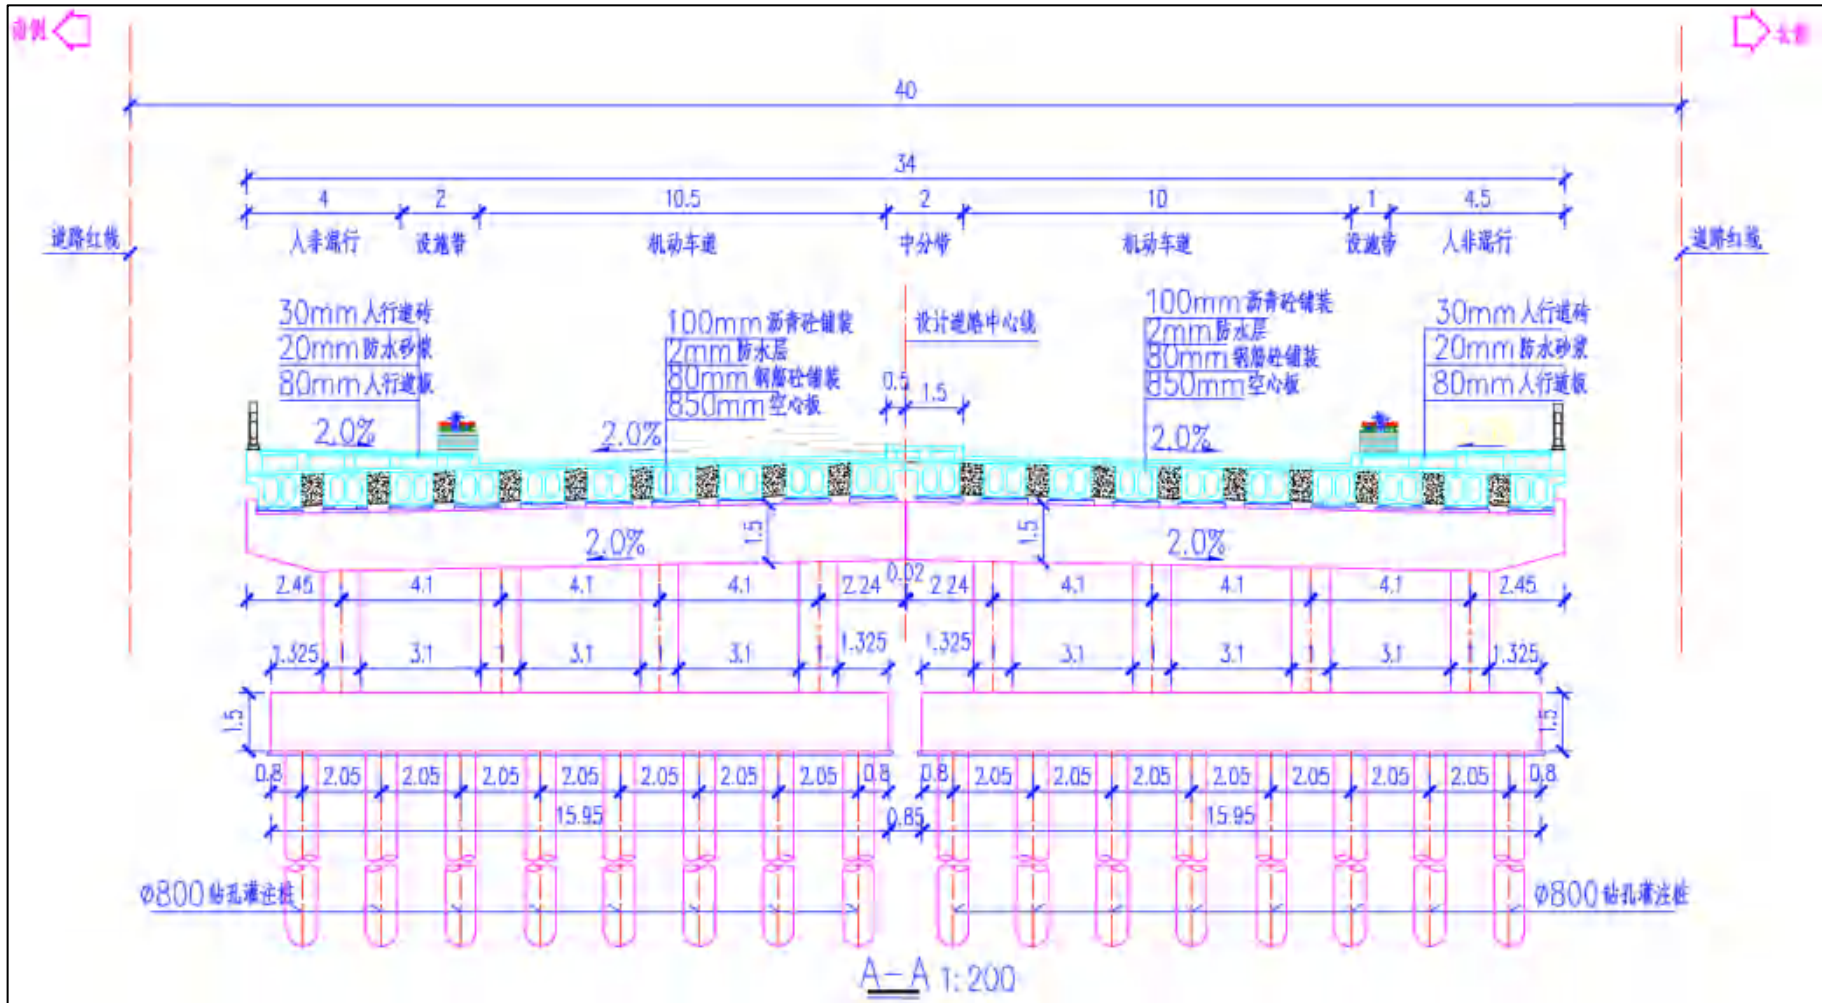 南侧
北侧
40
34
4 2 10.5 2 10 1 4.5
道路红线 人非混行 设施带 机动车道 中分带 机动车道 设施带 人非混行 道路红线
30mm人行道砖
20mm防水砂浆
80mm人行道板
100mm沥青砼铺装
2mm防水层
80mm钢筋砼铺装
850mm空心板
设计道路中心线
100mm沥青砼铺装
2mm防水层
80mm钢筋砼铺装
850mm空心板
30mm人行道砖
20mm防水砂浆
80mm人行道板
0.5 1.5
2.0% 2.0% 2.0%
1.5 1.5
2.0% 2.0%
0.02
2.45 4.1 4.1 4.1 2.24 2.24 4.1 4.1 4.1 2.45
1.325 1 3.1 1 3.1 1 3.1 1 1.325 1.325 1 3.1 1 3.1 1 3.1 1 1.325
1.5 1.5
0.8 2.05 2.05 2.05 2.05 2.05 2.05 2.05 0.8 0.8 2.05 2.05 2.05 2.05 2.05 2.05 2.05 0.8
15.95 0.85 15.95
Φ800钻孔灌注桩 Φ800钻孔灌注桩
A-A 1:200